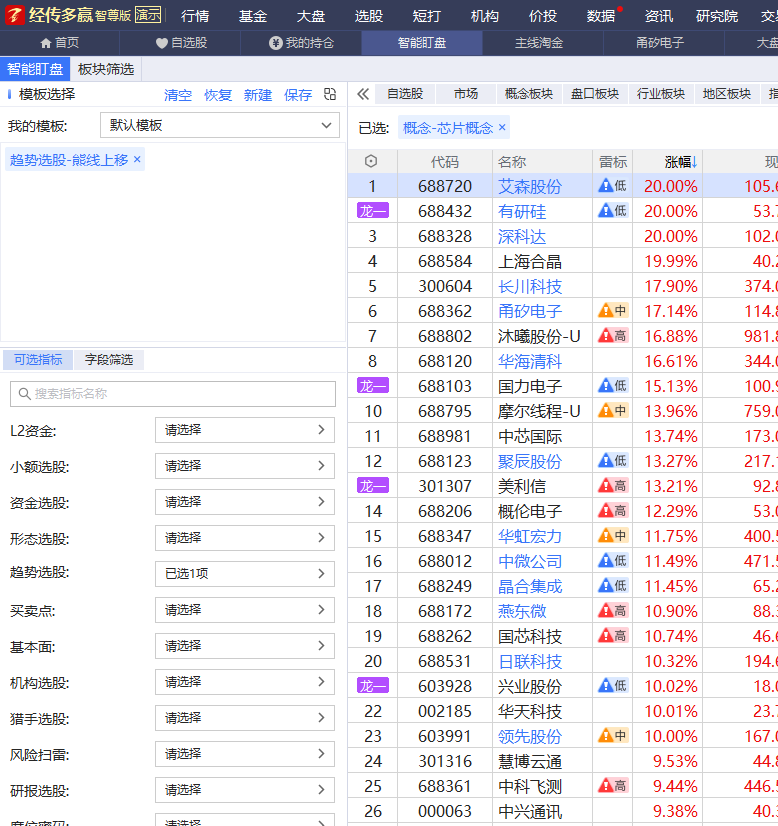 经传多赢 智尊版 演示 行情 基金 大盘 选股 短打 机构 价投 数据 资讯 研究院 交
首页 自选股 我的持仓 智能盯盘 主线淘金 甬矽电子 大盘
智能盯盘 板块筛选
模板选择 清空 恢复 新建 保存
我的模板: 默认模板
趋势选股-熊线上移 ×
可选指标 字段筛选
搜索指标名称
L2资金: 请选择
小额选股: 请选择
资金选股: 请选择
形态选股: 请选择
趋势选股: 已选1项
买卖点: 请选择
基本面: 请选择
机构选股: 请选择
猎手选股: 请选择
风险扫雷: 请选择
研报选股: 请选择
席位密码: 请选择
自选股 市场 概念板块 盘口板块 行业板块 地区板块 指
已选: 概念-芯片概念 ×
代码 名称 雷标 涨幅↓ 现
1 688720 艾森股份 低 20.00% 105.6
龙一 688432 有研硅 低 20.00% 53.7
3 688328 深科达 20.00% 102.0
4 688584 上海合晶 19.99% 40.2
5 300604 长川科技 17.90% 374.0
6 688362 甬矽电子 中 17.14% 114.8
7 688802 沐曦股份-U 高 16.88% 981.8
8 688120 华海清科 16.61% 344.0
龙一 688103 国力电子 低 15.13% 100.9
10 688795 摩尔线程-U 中 13.96% 759.0
11 688981 中芯国际 13.74% 173.0
12 688123 聚辰股份 低 13.27% 217.1
龙一 301307 美利信 高 13.21% 92.8
14 688206 概伦电子 高 12.29% 53.0
15 688347 华虹宏力 中 11.75% 400.5
16 688012 中微公司 低 11.49% 471.5
17 688249 晶合集成 低 11.45% 65.2
18 688172 燕东微 高 10.90% 88.3
19 688262 国芯科技 高 10.74% 46.6
20 688531 日联科技 10.32% 194.6
龙一 603928 兴业股份 低 10.02% 18.0
22 002185 华天科技 10.01% 23.7
23 603991 领先股份 中 10.00% 167.0
24 301316 慧博云通 9.53% 44.8
25 688361 中科飞测 高 9.44% 446.5
26 000063 中兴通讯 9.38% 40.3